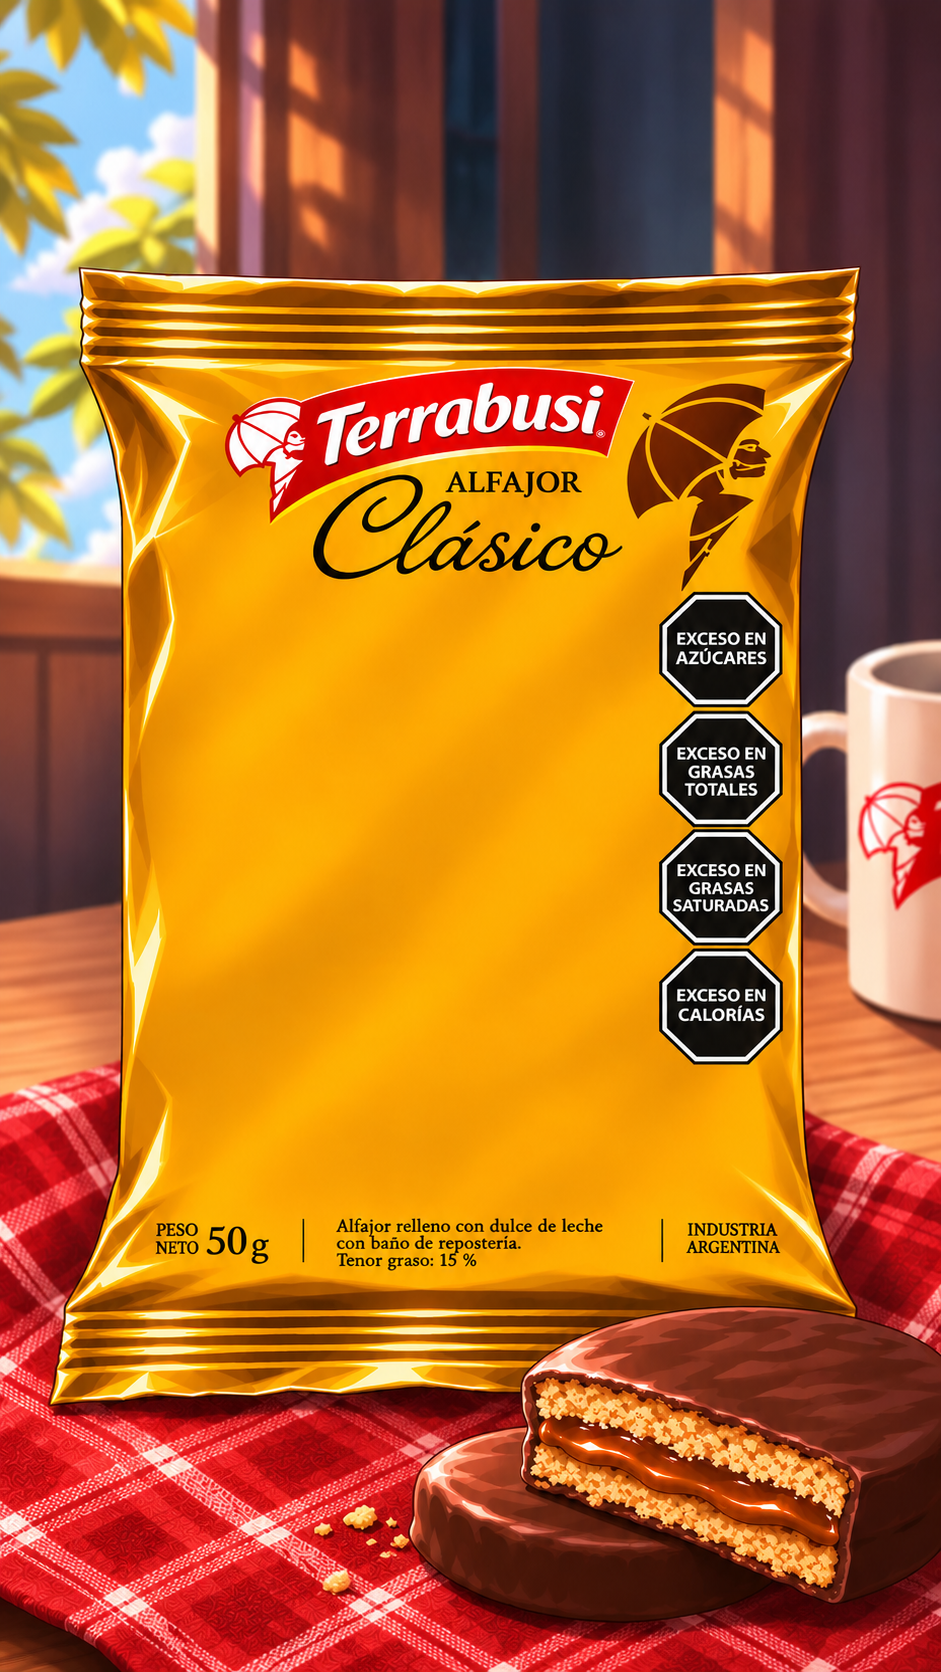 Terrabusi®
ALFAJOR
Clásico
EXCESO EN
AZÚCARES
EXCESO EN
GRASAS
TOTALES
EXCESO EN
GRASAS
SATURADAS
EXCESO EN
CALORÍAS
PESO
NETO 50 g
Alfajor relleno con dulce de leche
con baño de repostería.
Tenor graso: 15 %
INDUSTRIA
ARGENTINA